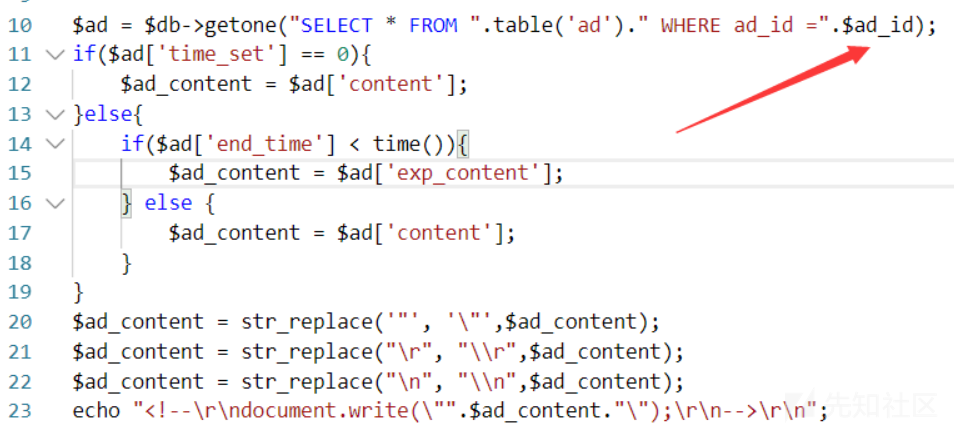 10 $ad = $db->getone("SELECT * FROM ".table('ad')." WHERE ad_id =".$ad_id);
11 if($ad['time_set'] == 0){
12 $ad_content = $ad['content'];
13 }else{
14 if($ad['end_time'] < time()){
15 $ad_content = $ad['exp_content'];
16 } else {
17 $ad_content = $ad['content'];
18 }
19 }
20 $ad_content = str_replace('"', '\"',$ad_content);
21 $ad_content = str_replace("\r", "\\r",$ad_content);
22 $ad_content = str_replace("\n", "\\n",$ad_content);
23 echo "<!--\r\ndocument.write(\"".$ad_content."\");\r\n-->\r\n";
先知社区